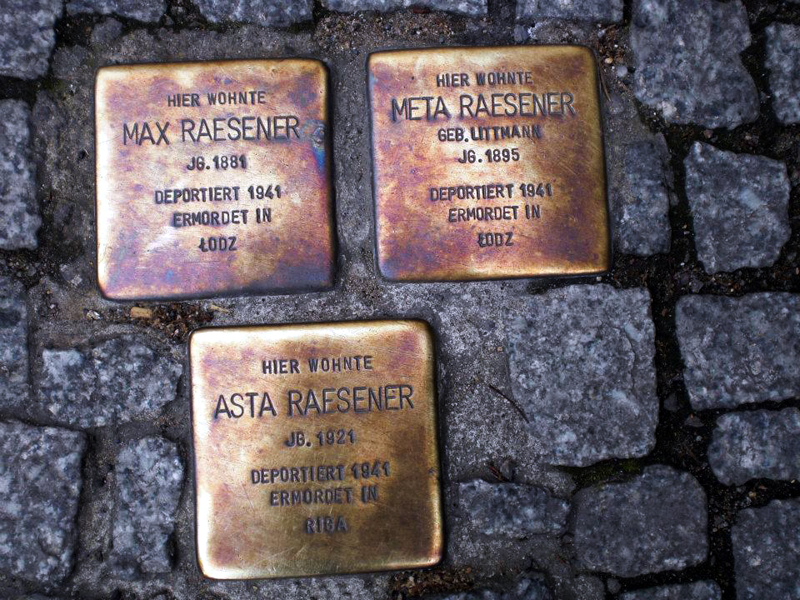 HIER WOHNTE
MAX RAESENER
JG. 1881
DEPORTIERT 1941
ERMORDET IN
ŁODZ
HIER WOHNTE
META RAESENER
GEB. LITTMANN
JG. 1895
DEPORTIERT 1941
ERMORDET IN
ŁODZ
HIER WOHNTE
ASTA RAESENER
JG. 1921
DEPORTIERT 1941
ERMORDET IN
RIGA